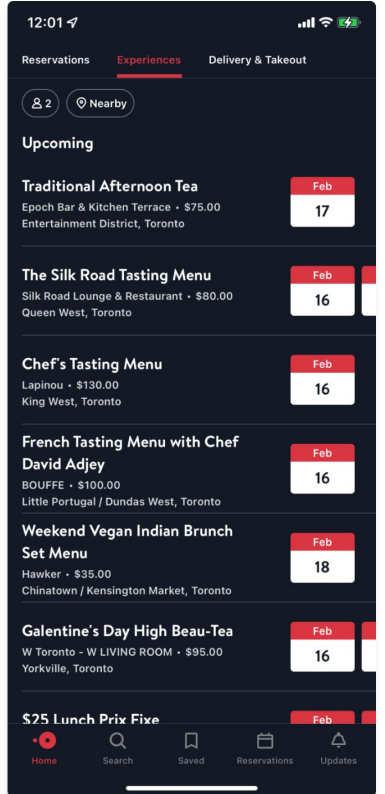 12:01
Reservations Experiences Delivery & Takeout
2 Nearby
Upcoming
Traditional Afternoon Tea
Epoch Bar & Kitchen Terrace • $75.00
Entertainment District, Toronto
Feb
17
The Silk Road Tasting Menu
Silk Road Lounge & Restaurant • $80.00
Queen West, Toronto
Feb
16
Chef's Tasting Menu
Lapinou • $130.00
King West, Toronto
Feb
16
French Tasting Menu with Chef
David Adjey
BOUFFE • $100.00
Little Portugal / Dundas West, Toronto
Feb
16
Weekend Vegan Indian Brunch
Set Menu
Hawker • $35.00
Chinatown / Kensington Market, Toronto
Feb
18
Galentine's Day High Beau-Tea
W Toronto - W LIVING ROOM • $95.00
Yorkville, Toronto
Feb
16
$25 Lunch Prix Fixe
Feb
Home Search Saved Reservations Updates